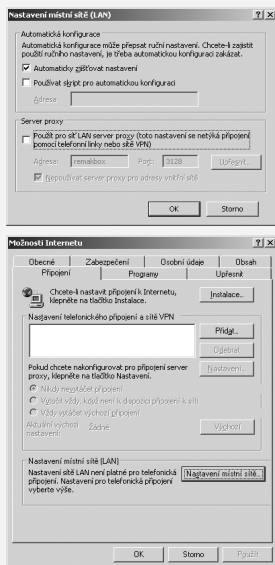 Nastavení místní sítě (LAN)
Automatická konfigurace
Automatická konfigurace může přepsat ruční nastavení. Chcete-li zajistit
použití ručního nastavení, je třeba automatickou konfiguraci zakázat.
Automaticky zjišťovat nastavení
Používat skript pro automatickou konfiguraci
Adresa
Server proxy
Použít pro síť LAN server proxy (toto nastavení se netýká připojení
pomocí telefonní linky nebo sítě VPN)
Adresa: remakbox Port: 3128 Upřesnit...
Nepoužívat server proxy pro adresy vnitřní sítě
OK Storno
Možnosti Internetu
Obecné Zabezpečení Osobní údaje Obsah
Připojení Programy Upřesnit
Chcete-li nastavit připojení k Internetu,
klepněte na tlačítko Instalace.
Instalace...
Nastavení telefonického připojení a sítě VPN
Přidat...
Odebrat
Pokud chcete nakonfigurovat pro připojení server
proxy, klepněte na tlačítko Nastavení.
Nastavení...
Nikdy nevytáčet připojení
Vytočit vždy, když není k dispozici připojení k síti
Vždy vytáčet výchozí připojení
Aktuální výchozí
nastavení:
Žádné
Výchozí
Nastavení místní sítě (LAN)
Nastavení sítě LAN není platné pro telefonická
připojení. Nastavení pro telefonická připojení
vyberte výše.
Nastavení místní sítě...
OK Storno Použít